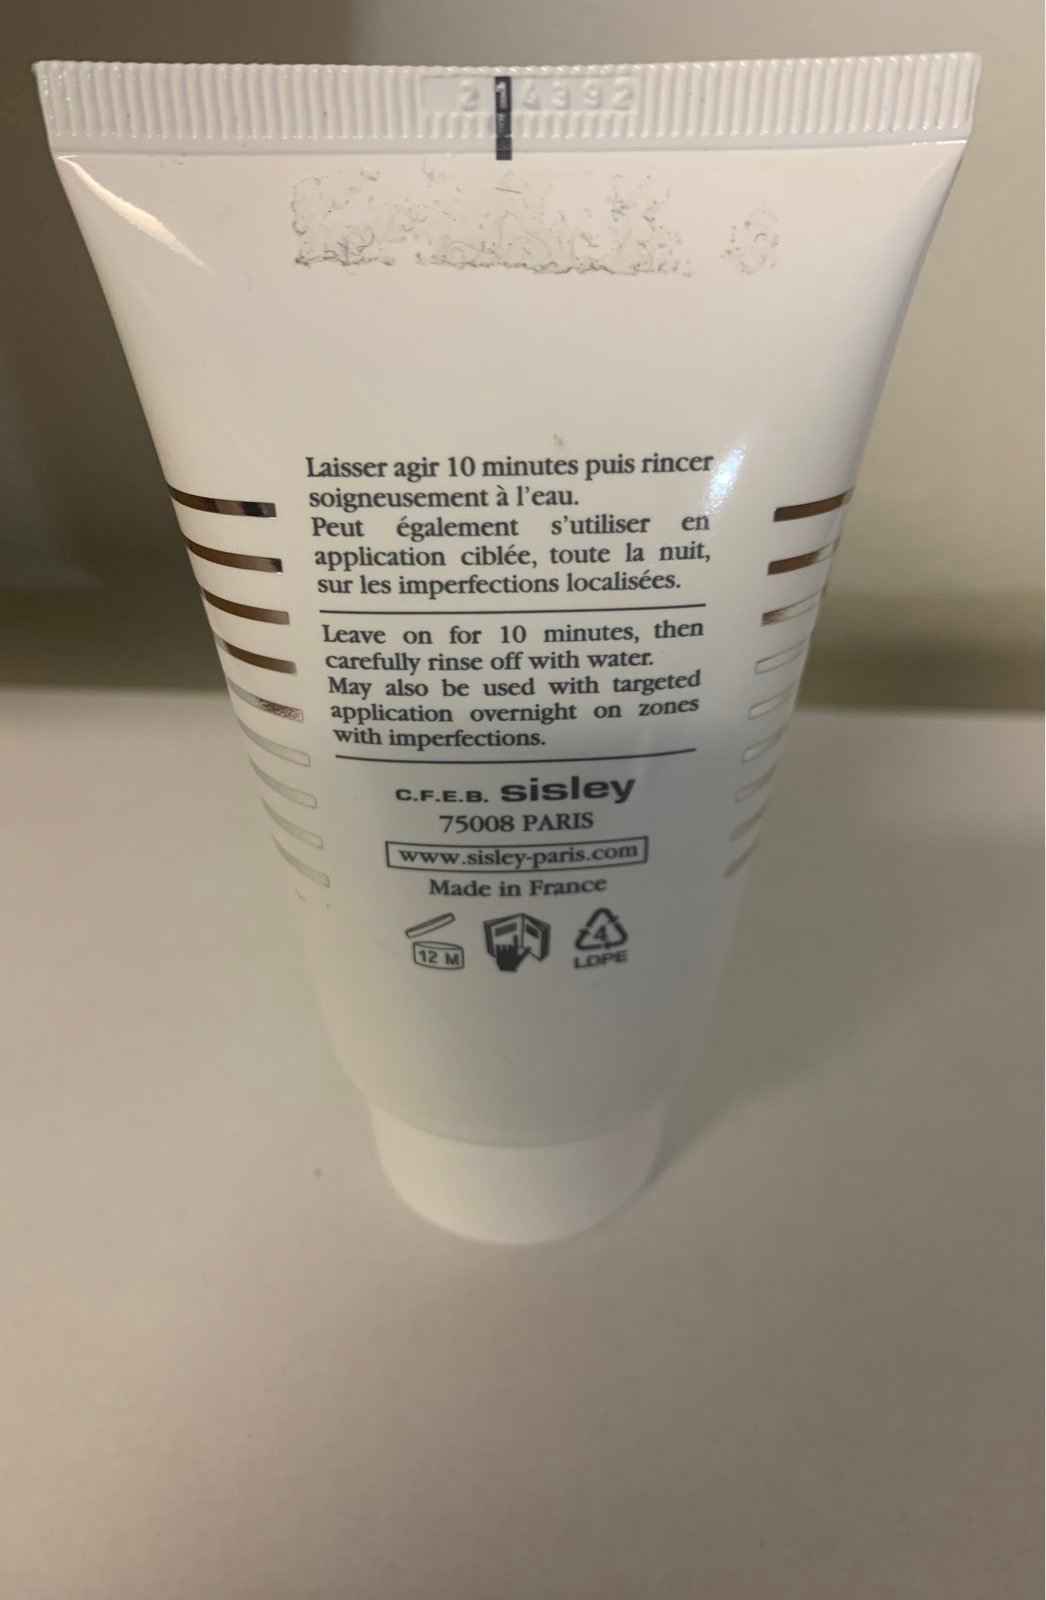 Laisser agir 10 minutes puis rincer
soigneusement à l'eau.
Peut également s'utiliser en
application ciblée, toute la nuit,
sur les imperfections localisées.
Leave on for 10 minutes, then
carefully rinse off with water.
May also be used with targeted
application overnight on zones
with imperfections.
C.F.E.B. sisley
75008 PARIS
www.sisley-paris.com
Made in France
12 M
4
LDPE